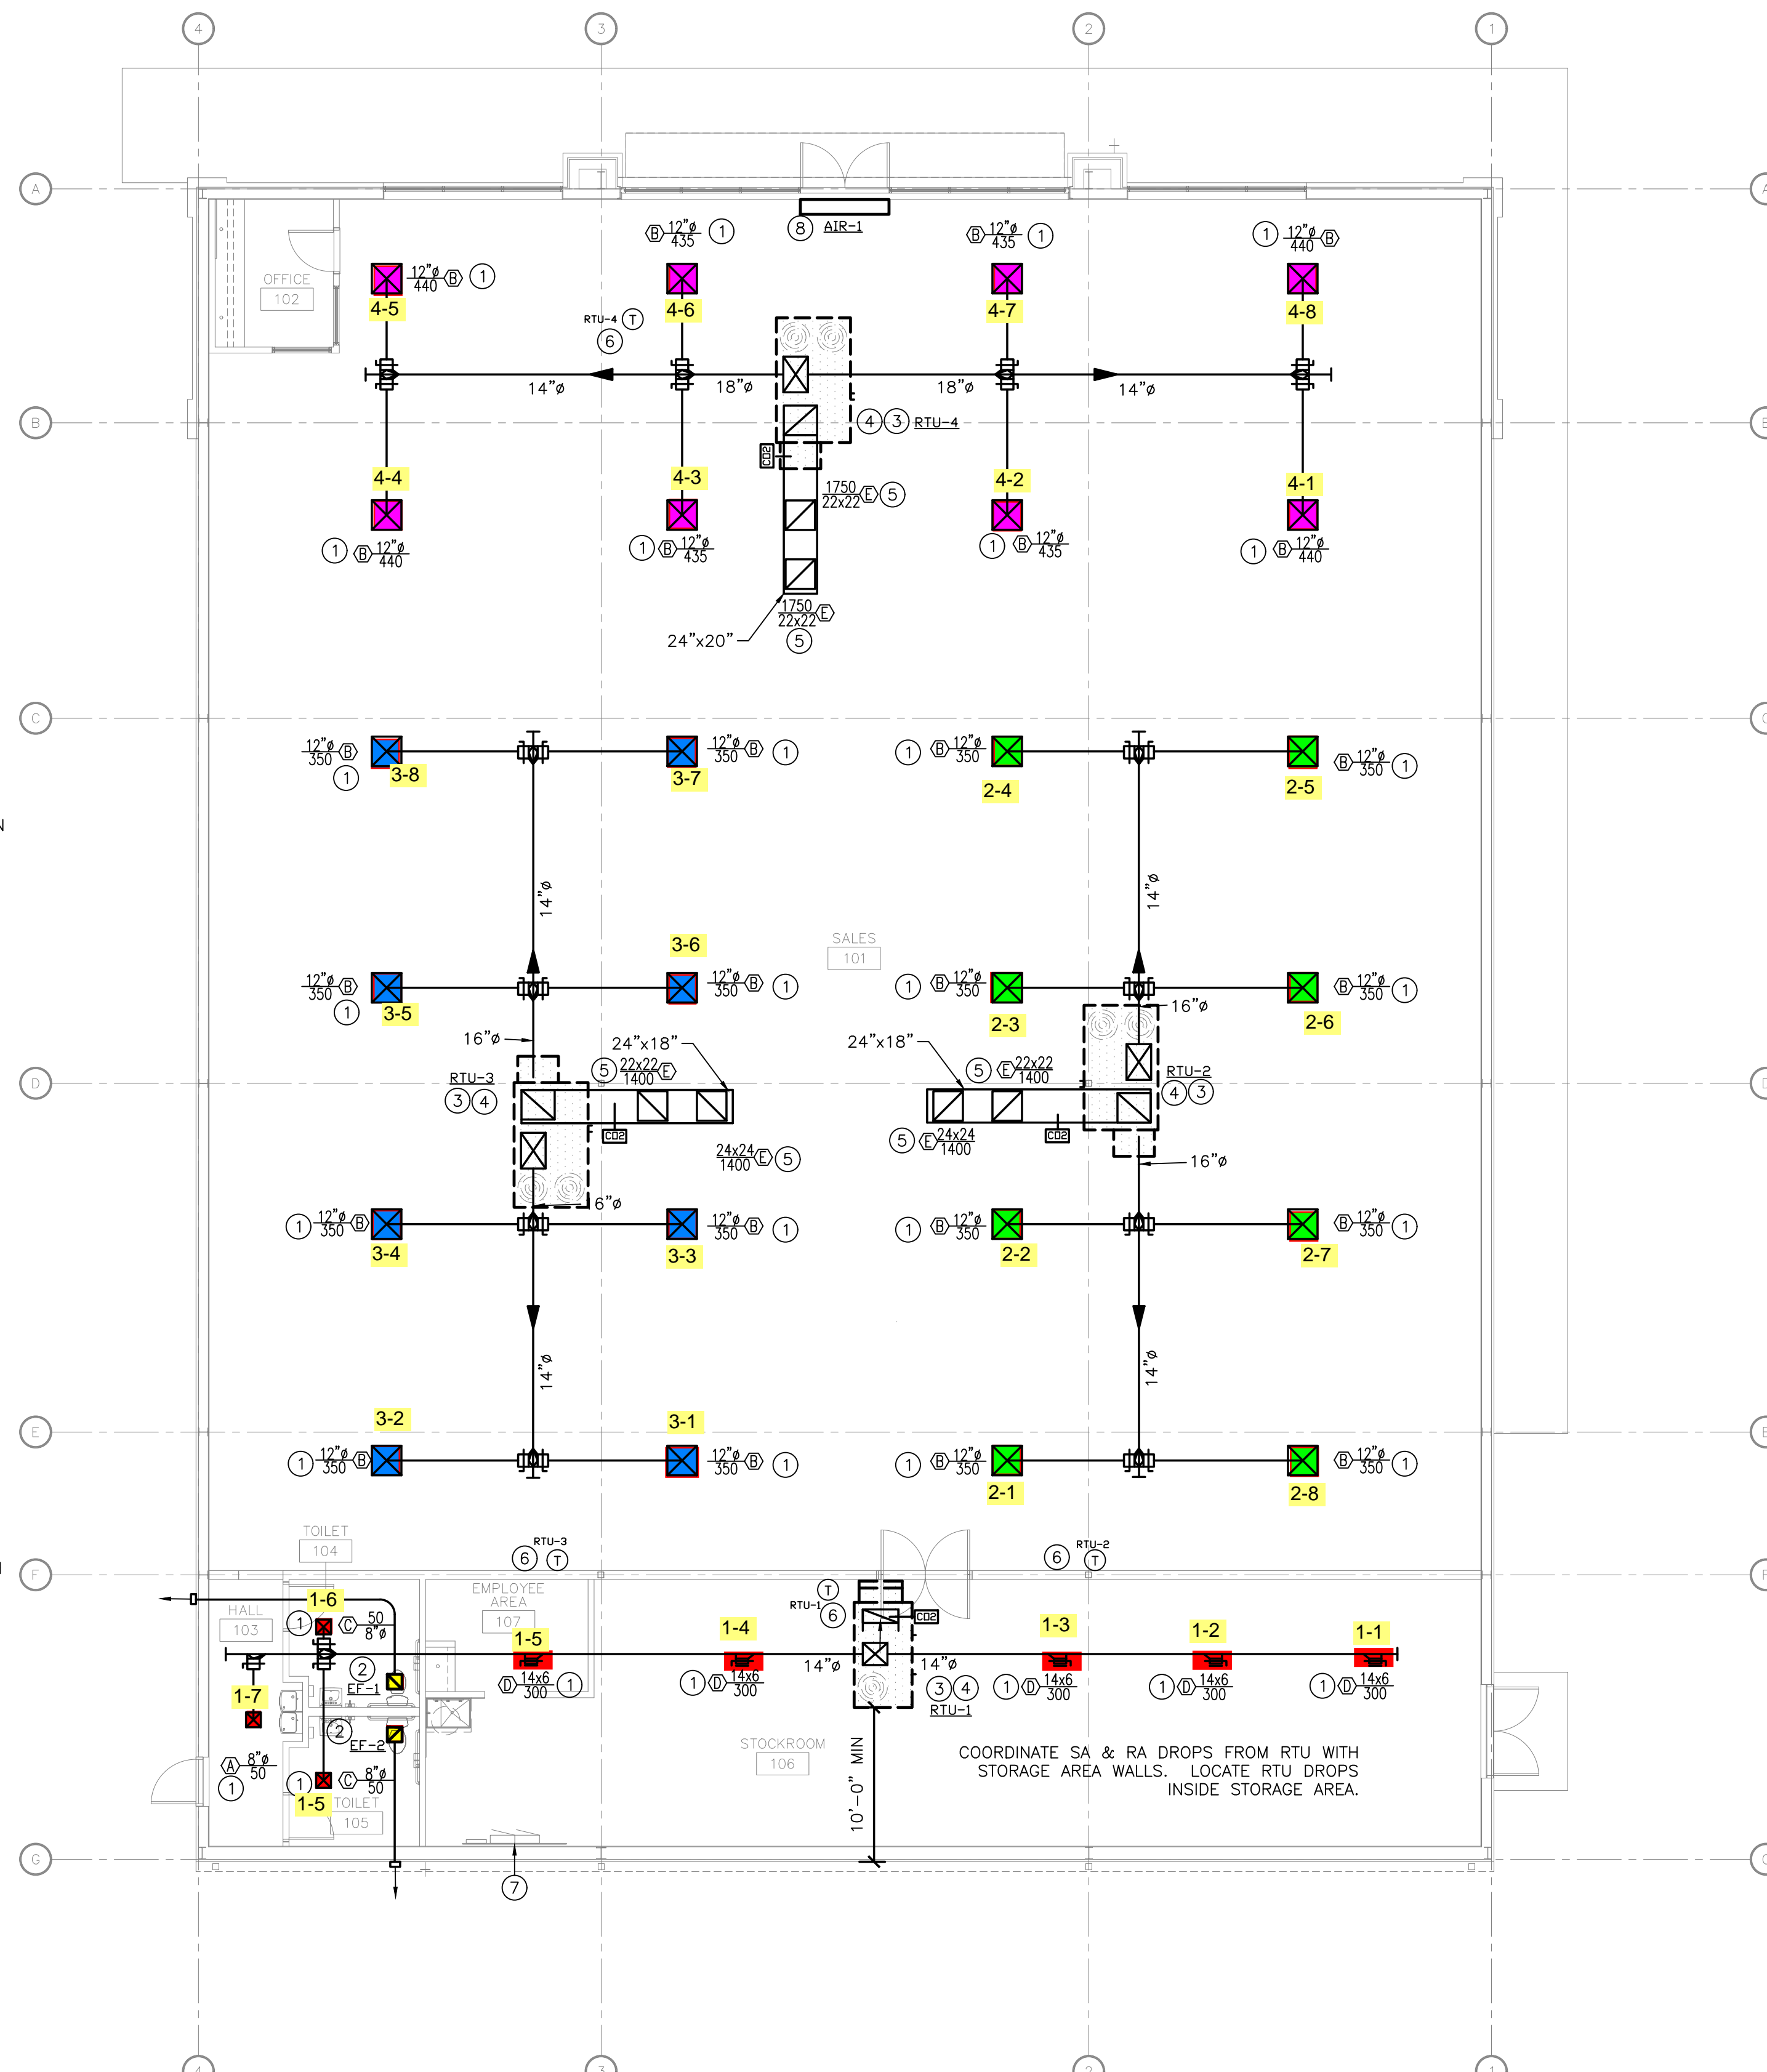 4 3 2 1
A
8 AIR-1
B 12"ø 1
435
B 12"ø 1
435
1 12"ø B
440
OFFICE
102
12"ø B 1
440
4-5 4-6 4-7 4-8
RTU-4 T
6
14"ø 18"ø 18"ø 14"ø
B
4 3 RTU-4
CO2
4-4 4-3 4-2 4-1
1750 E 5
22x22
1 B 12"ø
440
1 B 12"ø
435
1 B 12"ø
435
1 B 12"ø
440
1750 E
22x22
5
24"x20"
C
12"ø B
350
1
12"ø B 1
350
1 B 12"ø
350
B 12"ø 1
350
3-8 3-7 2-4 2-5
N
14"ø 14"ø
SALES
101
3-6
12"ø B
350
1
12"ø B 1
350
1 B 12"ø
350
B 12"ø 1
350
3-5 2-3 2-6
16"ø
16"ø
24"x18" 24"x18"
5 22x22 E
1400
5 E 22x22
1400
D
RTU-3
3 4
RTU-2
4 3
CO2 CO2
24x24 E 5
1400
5 E 24x24
1400
16"ø
6"ø
1 12"ø B
350
12"ø B 1
350
1 B 12"ø
350
B 12"ø 1
350
3-4 3-3 2-2 2-7
14"ø 14"ø
3-2 3-1
E
1 12"ø B
350
12"ø B 1
350
1 B 12"ø
350
B 12"ø 1
350
2-1 2-8
TOILET
104
RTU-3
6 T
RTU-2
6 T
F
1-6
HALL
103
1 C 50
8"ø
EMPLOYEE
AREA
107
T
RTU-1 6
CO2
1-5 1-4 1-3 1-2 1-1
14"ø 14"ø
2
EF-1
D 14x6 1
300
1 D 14x6
300
3 4
RTU-1
1 D 14x6
300
1 D 14x6
300
1 D 14x6
300
1-7
2
EF-2
A 8"ø
50
1
1 C 8"ø
50
1-5
TOILET
105
STOCKROOM
106
10'-0" MIN
COORDINATE SA & RA DROPS FROM RTU WITH
STORAGE AREA WALLS. LOCATE RTU DROPS
INSIDE STORAGE AREA.
G
7